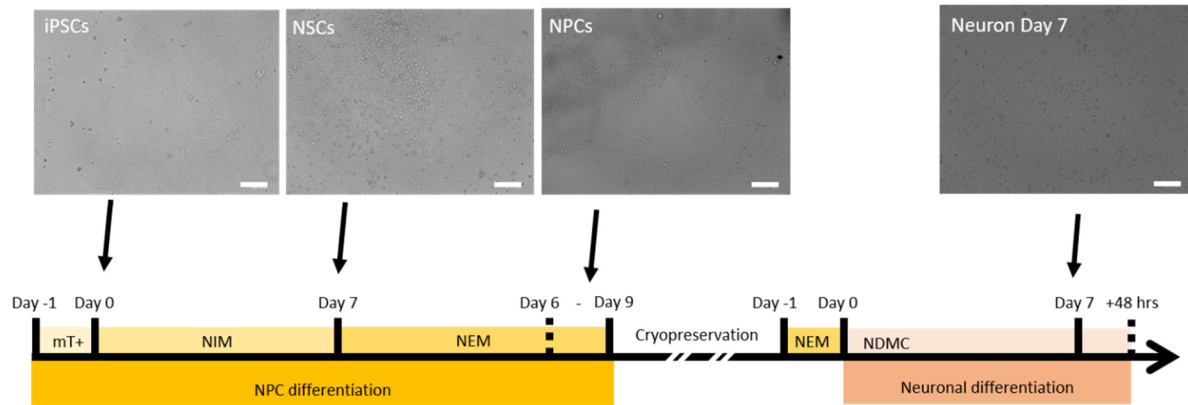 iPSCs
NSCs
NPCs
Neuron Day 7
Day -1
Day 0
Day 7
Day 6 - Day 9
Day -1
Day 0
Day 7
+48 hrs
mT+
NIM
NEM
Cryopreservation
NEM
NDMC
NPC differentiation
Neuronal differentiation